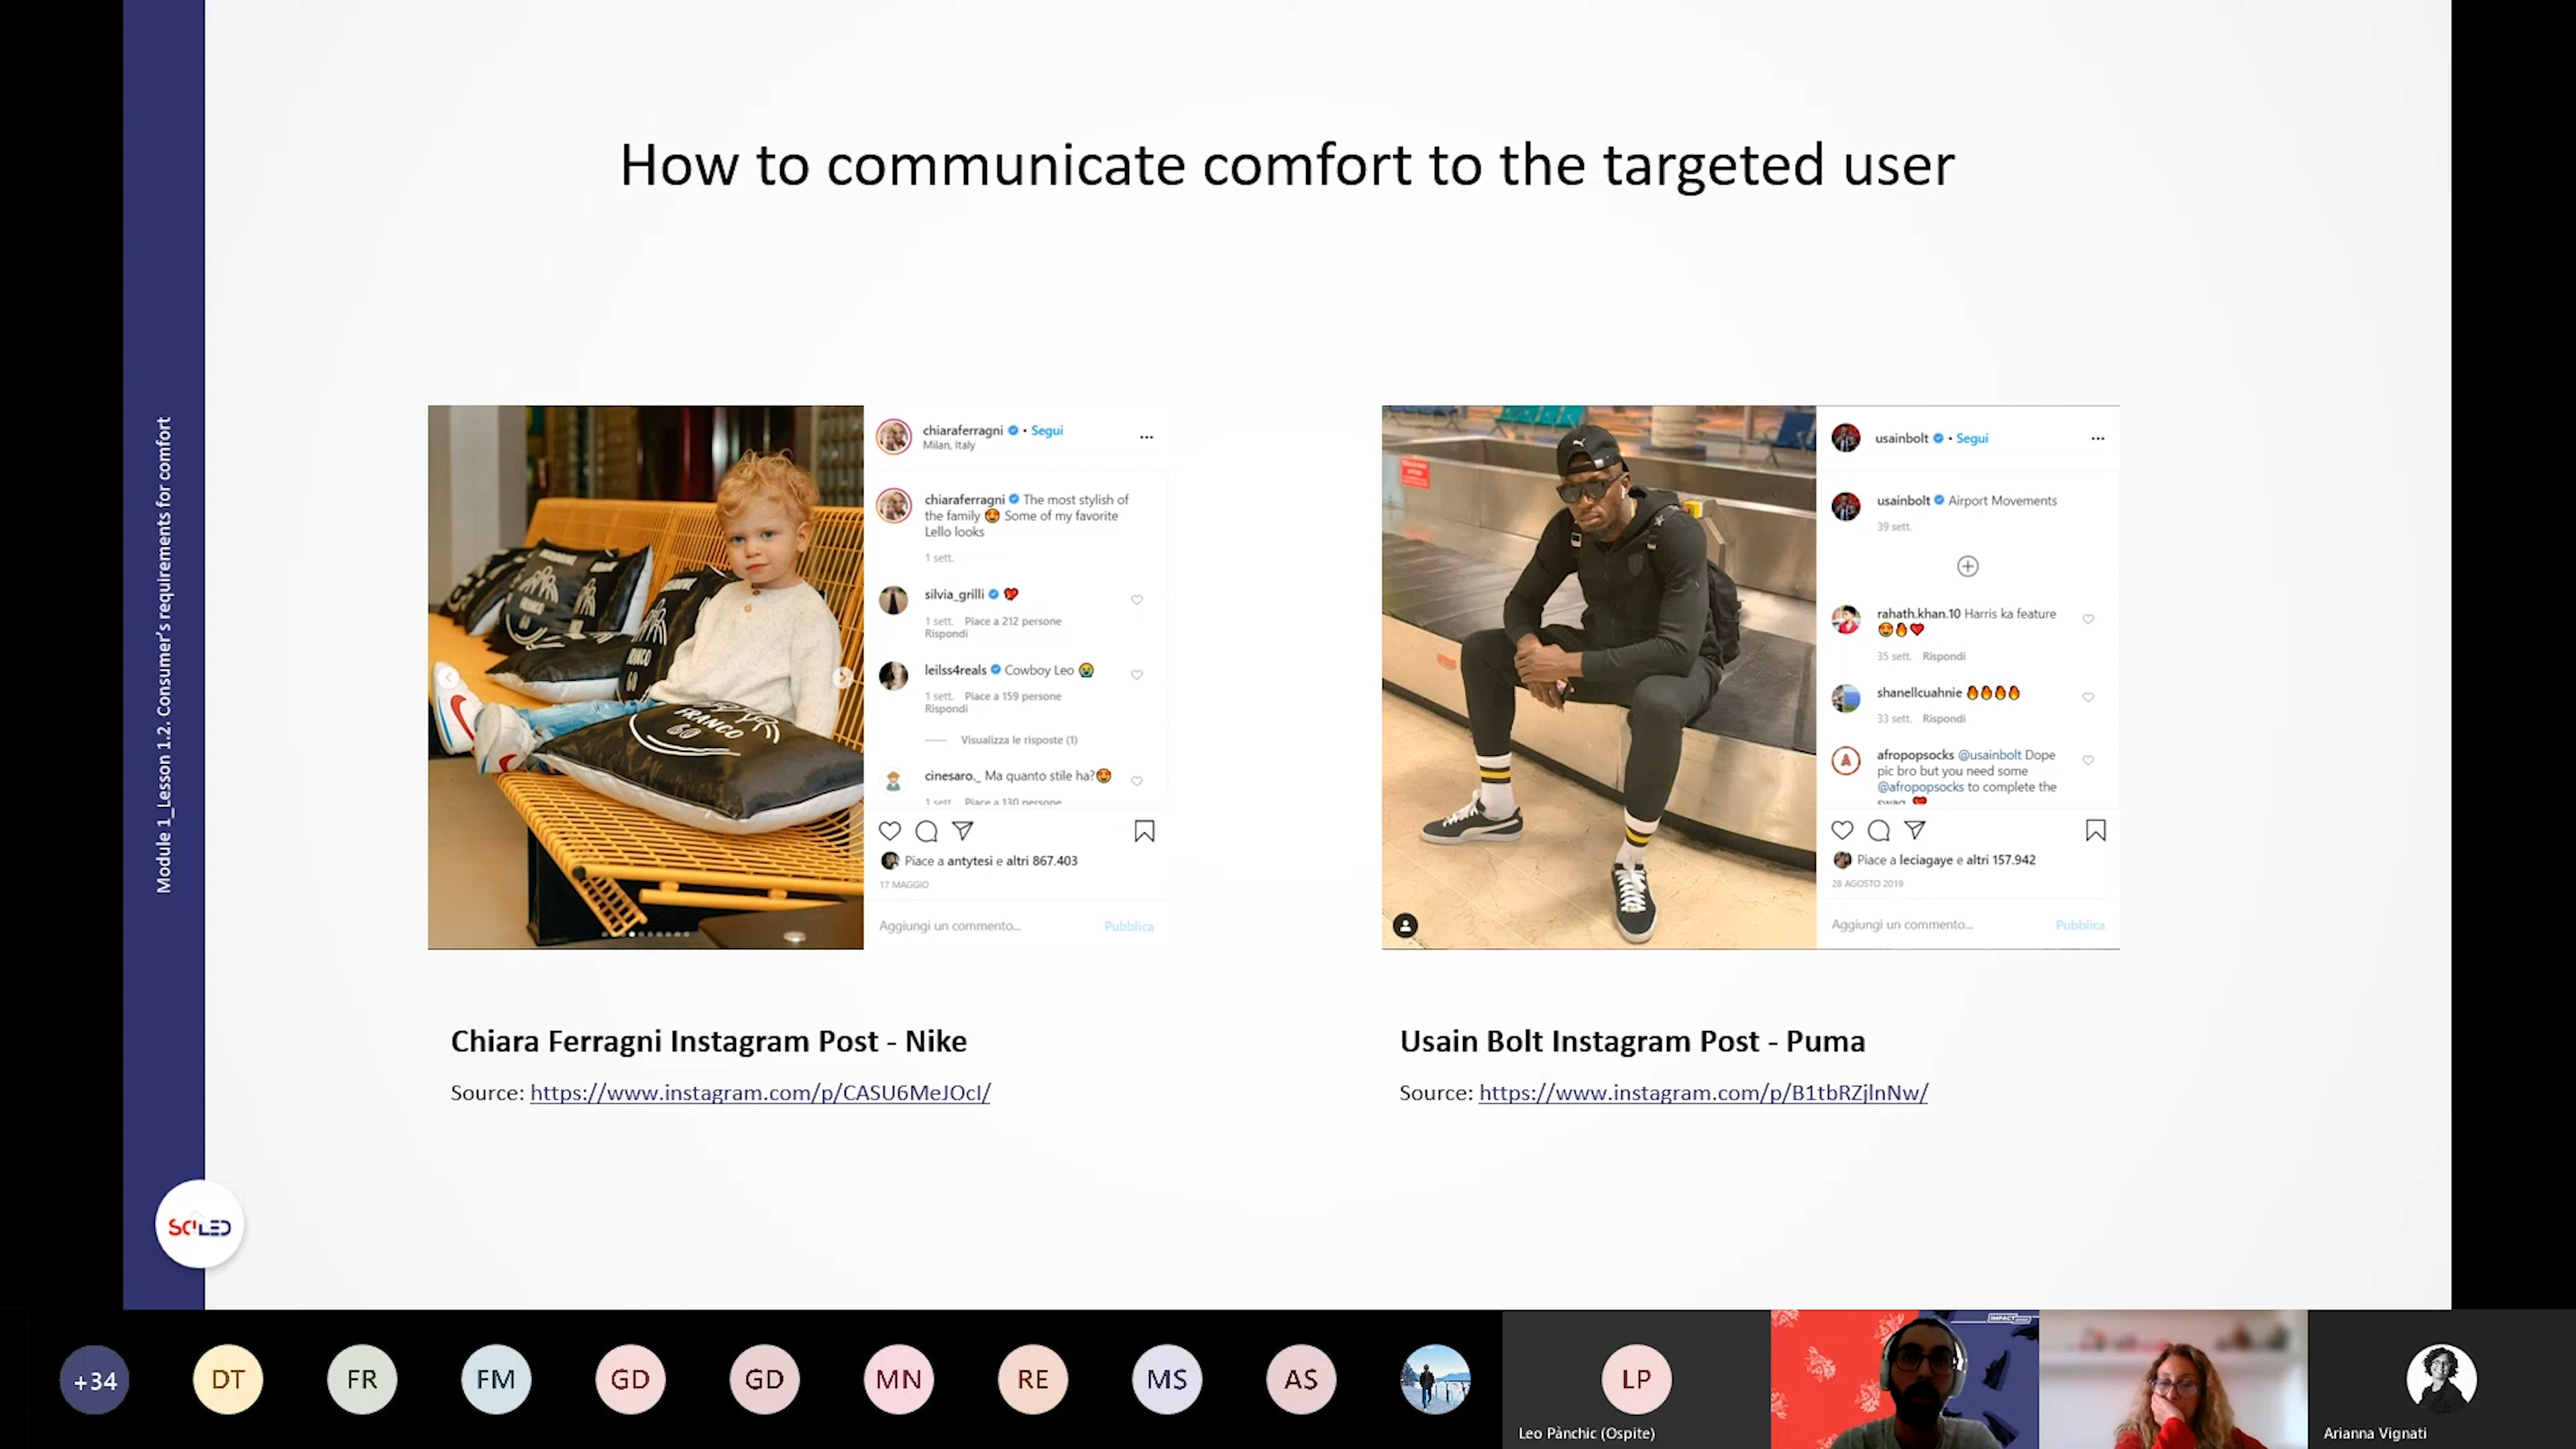 How to communicate comfort to the targeted user
Module 1_Lesson 1.2. Consumer's requirements for comfort
FRANCO
60
chiaraferragni • Segui
Milan, Italy
...
chiaraferragni The most stylish of
the family 😍 Some of my favorite
Lello looks
1 sett.
silvia_grilli ❤️
1 sett. Piace a 212 persone
Rispondi
leilss4reals Cowboy Leo 😭
1 sett. Piace a 159 persone
Rispondi
Visualizza le risposte (1)
cinesaro._ Ma quanto stile ha?😍
1 sett. Piace a 130 persone
Piace a antytesi e altri 867.403
17 MAGGIO
Aggiungi un commento... Pubblica
usainbolt • Segui
...
usainbolt Airport Movements
39 sett.
rahath.khan.10 Harris ka feature
😍🔥❤️
35 sett. Rispondi
shanellcuahnie 🔥🔥🔥🔥
33 sett. Rispondi
afropopsocks @usainbolt Dope
pic bro but you need some
@afropopsocks to complete the
swag ❤️
Piace a leciagaye e altri 157.942
28 AGOSTO 2019
Aggiungi un commento... Pubblica
Chiara Ferragni Instagram Post - Nike
Source: https://www.instagram.com/p/CASU6MeJOcI/
Usain Bolt Instagram Post - Puma
Source: https://www.instagram.com/p/B1tbRZjlnNw/
+34
DT
FR
FM
GD
GD
MN
RE
MS
AS
LP
Leo Pànchic (Ospite)
IMPACT
Arianna Vignati